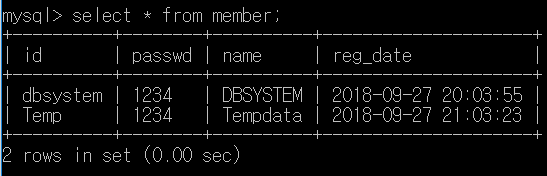 mysql> select * from member;
+----------+--------+----------+---------------------+
| id       | passwd | name     | reg_date            |
+----------+--------+----------+---------------------+
| dbsystem | 1234   | DBSYSTEM | 2018-09-27 20:03:55 |
| Temp     | 1234   | Tempdata | 2018-09-27 21:03:23 |
+----------+--------+----------+---------------------+
2 rows in set (0.00 sec)